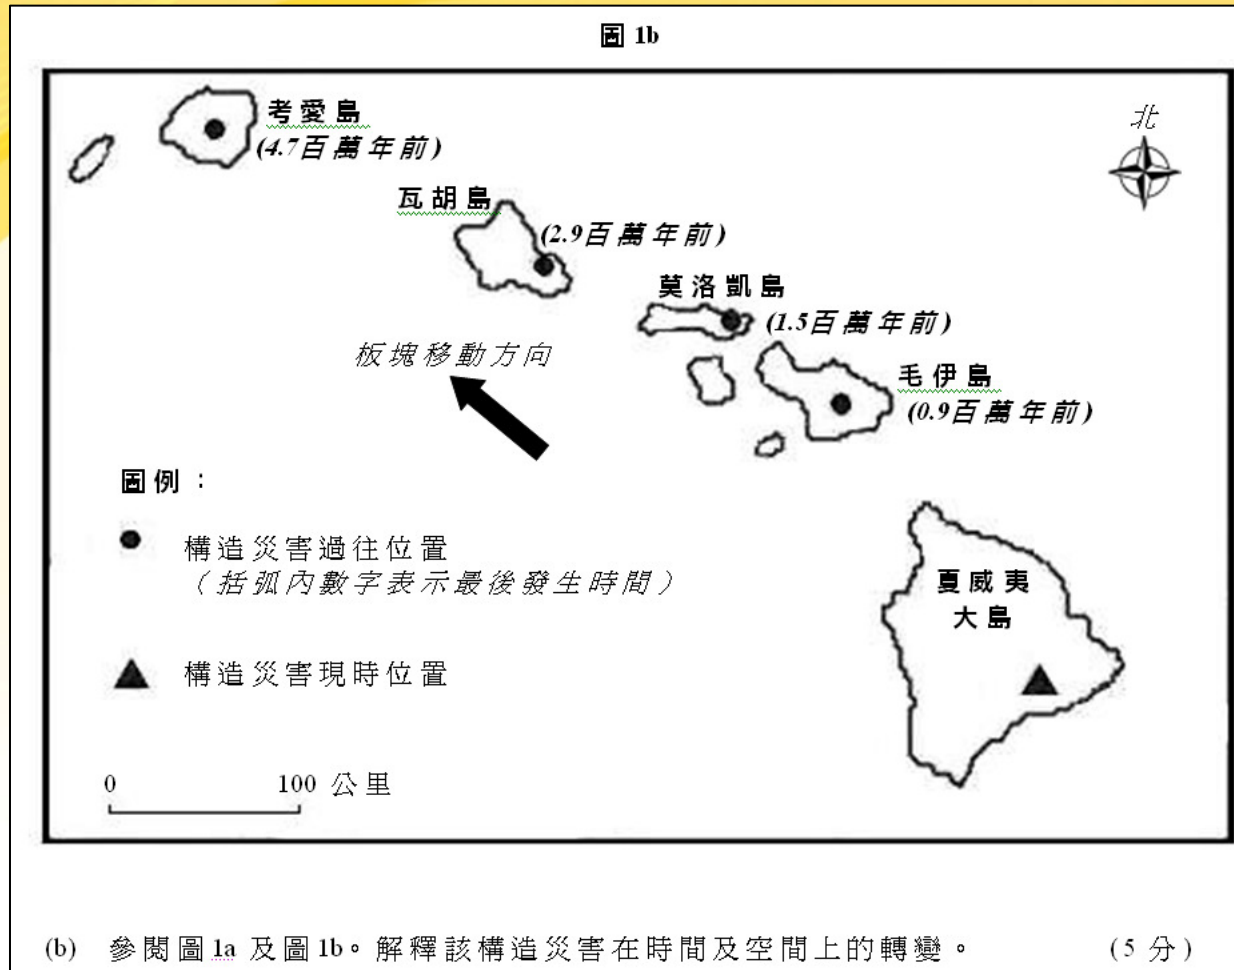 圖 1b
北
考愛島
(4.7百萬年前)
瓦胡島
(2.9百萬年前)
莫洛凱島
(1.5百萬年前)
板塊移動方向
毛伊島
(0.9百萬年前)
圖例：
構造災害過往位置
（括弧內數字表示最後發生時間）
夏威夷
大島
構造災害現時位置
0 100 公里
(b) 參閱圖 1a 及圖 1b。解釋該構造災害在時間及空間上的轉變。 (5 分)